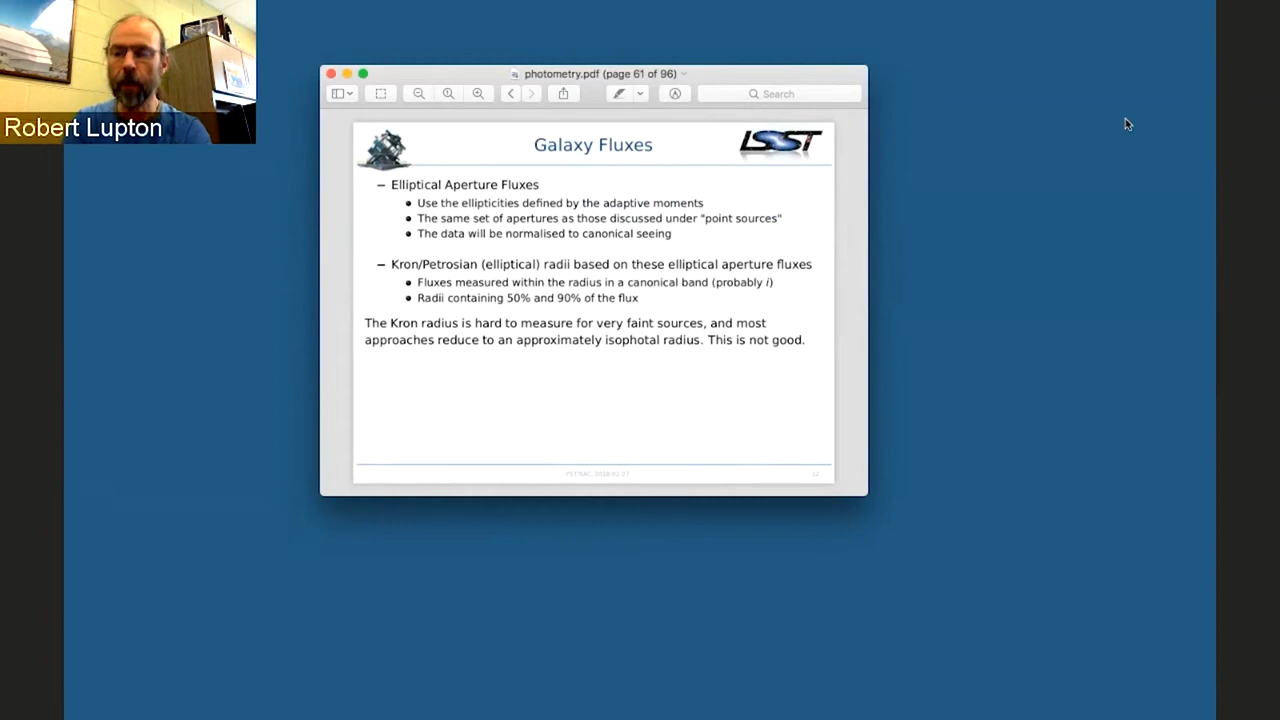 Robert Lupton
photometry.pdf (page 61 of 96)
Search
Galaxy Fluxes
LSST
– Elliptical Aperture Fluxes
• Use the ellipticities defined by the adaptive moments
• The same set of apertures as those discussed under "point sources"
• The data will be normalised to canonical seeing
– Kron/Petrosian (elliptical) radii based on these elliptical aperture fluxes
• Fluxes measured within the radius in a canonical band (probably i)
• Radii containing 50% and 90% of the flux
The Kron radius is hard to measure for very faint sources, and most
approaches reduce to an approximately isophotal radius. This is not good.
12